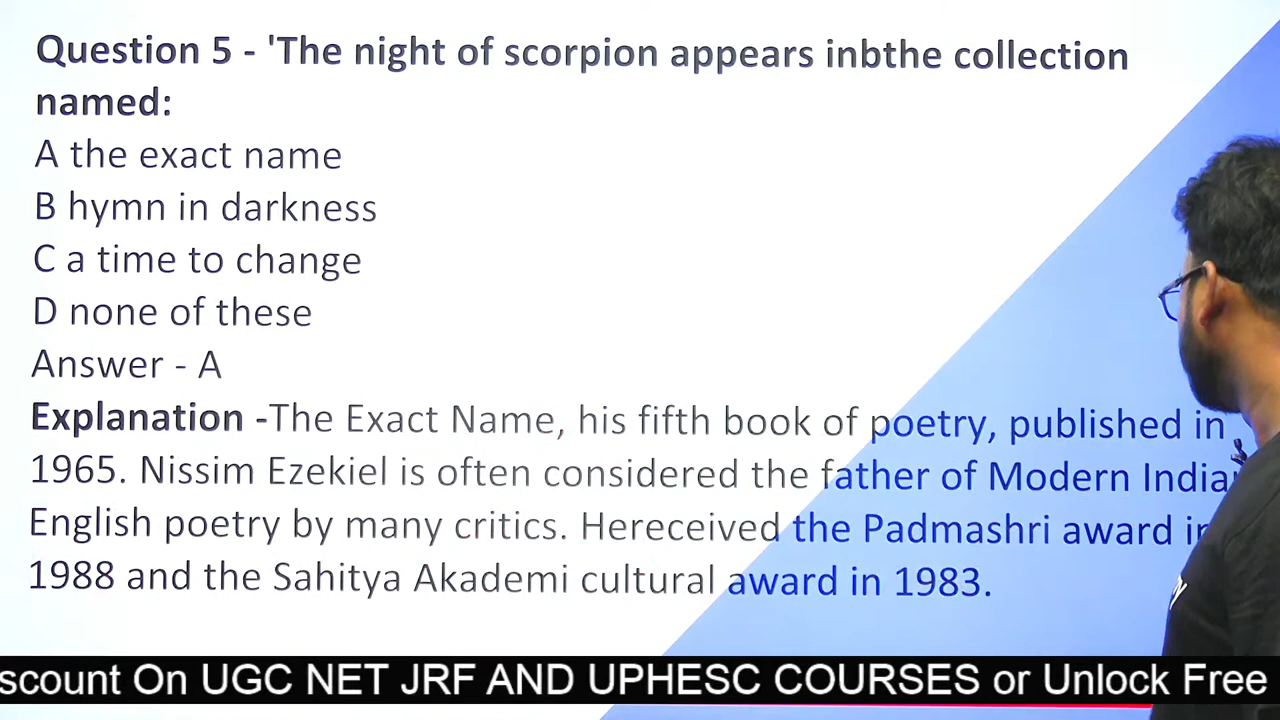 Question 5 - 'The night of scorpion appears inbthe collection
named:
A the exact name
B hymn in darkness
C a time to change
D none of these
Answer - A
Explanation -The Exact Name, his fifth book of poetry, published in
1965. Nissim Ezekiel is often considered the father of Modern India
English poetry by many critics. Hereceived the Padmashri award in
1988 and the Sahitya Akademi cultural award in 1983.
scount On UGC NET JRF AND UPHESC COURSES or Unlock Free